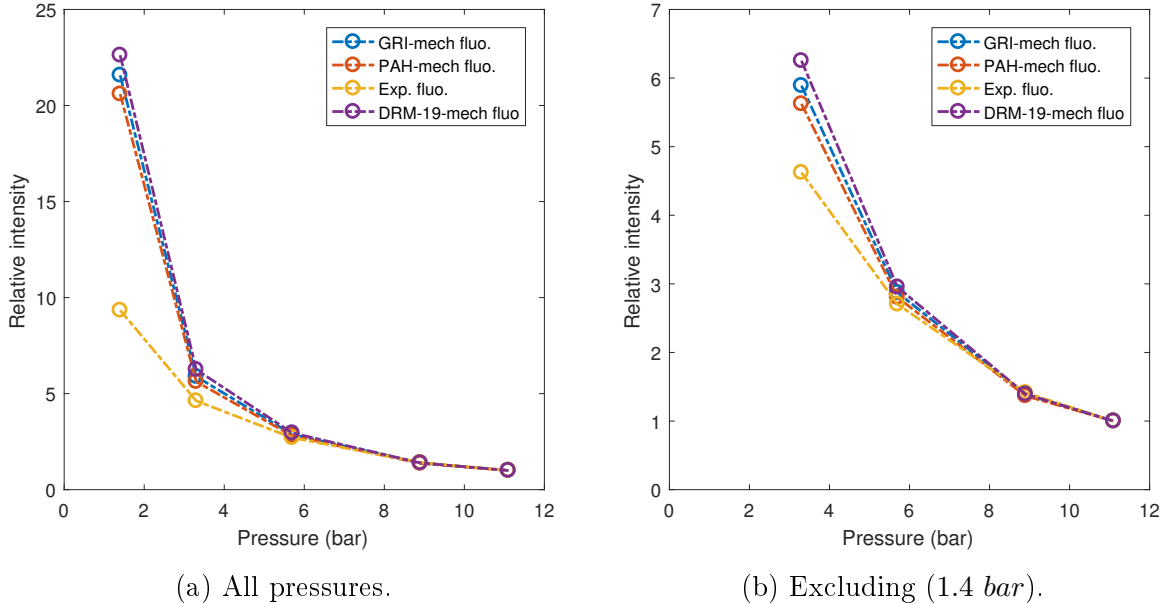 25
20
15
10
5
0
Relative intensity
0 2 4 6 8 10 12
Pressure (bar)
GRI-mech fluo.
PAH-mech fluo.
Exp. fluo.
DRM-19-mech fluo
(a) All pressures.
7
6
5
4
3
2
1
0
Relative intensity
0 2 4 6 8 10 12
Pressure (bar)
GRI-mech fluo.
PAH-mech fluo.
Exp. fluo.
DRM-19-mech fluo
(b) Excluding (1.4 bar).